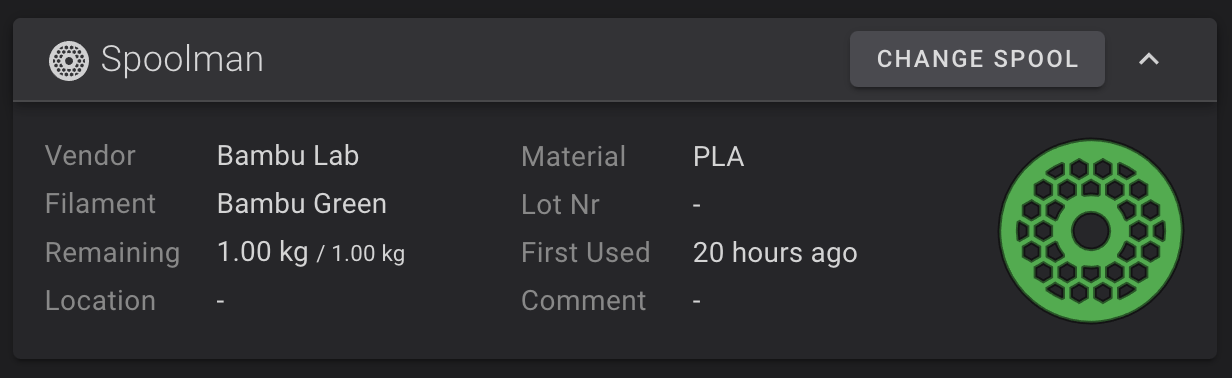 Spoolman
CHANGE SPOOL
Vendor Bambu Lab Material PLA
Filament Bambu Green Lot Nr -
Remaining 1.00 kg / 1.00 kg First Used 20 hours ago
Location - Comment -